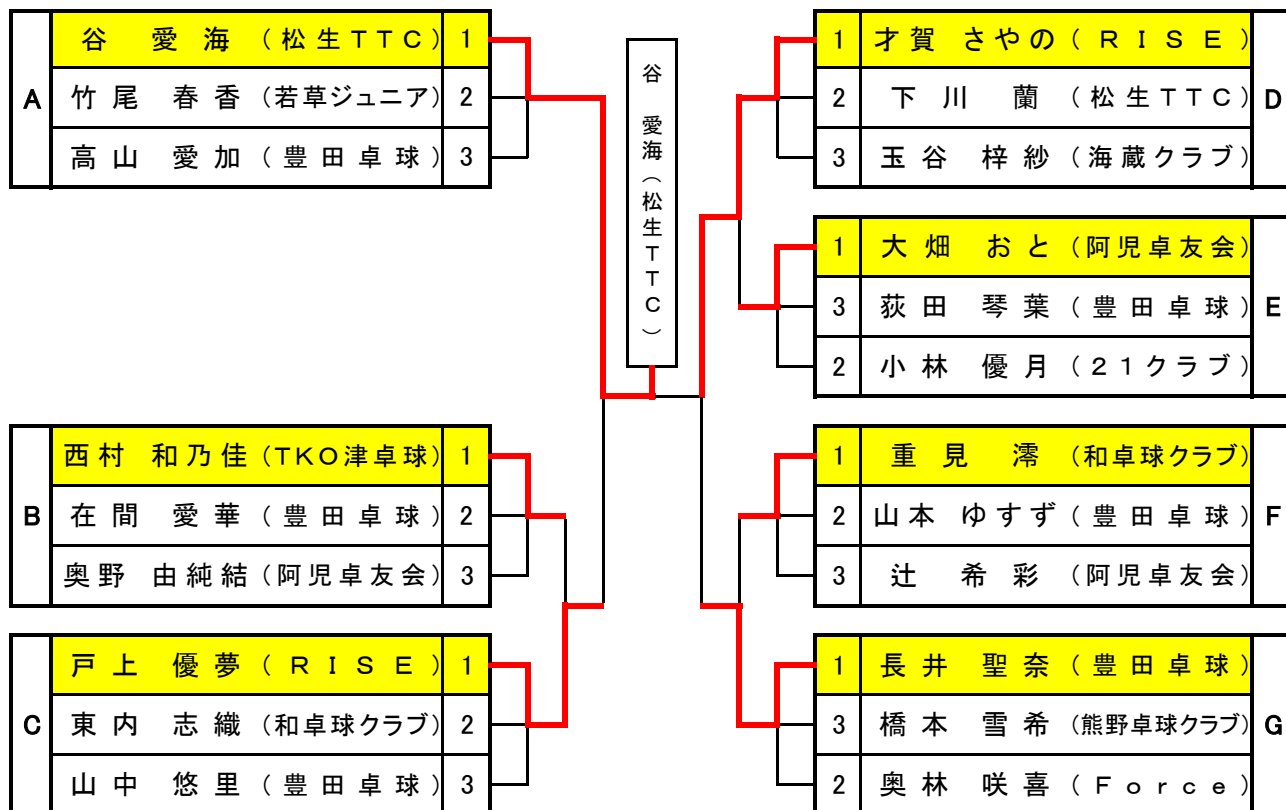 A
谷 愛海 (松生TTC) 1
竹尾 春香 (若草ジュニア) 2
高山 愛加 (豊田卓球) 3
B
西村 和乃佳 (TKO津卓球) 1
在間 愛華 (豊田卓球) 2
奥野 由純結 (阿児卓友会) 3
C
戸上 優夢 (RISE) 1
東内 志織 (和卓球クラブ) 2
山中 悠里 (豊田卓球) 3
谷 愛海(松生TTC)
D
1 才賀 さやの (RISE)
2 下川 蘭 (松生TTC)
3 玉谷 梓紗 (海蔵クラブ)
E
1 大畑 おと (阿児卓友会)
3 荻田 琴葉 (豊田卓球)
2 小林 優月 (21クラブ)
F
1 重見 澪 (和卓球クラブ)
2 山本 ゆすず (豊田卓球)
3 辻 希彩 (阿児卓友会)
G
1 長井 聖奈 (豊田卓球)
3 橋本 雪希 (熊野卓球クラブ)
2 奥林 咲喜 (Force)